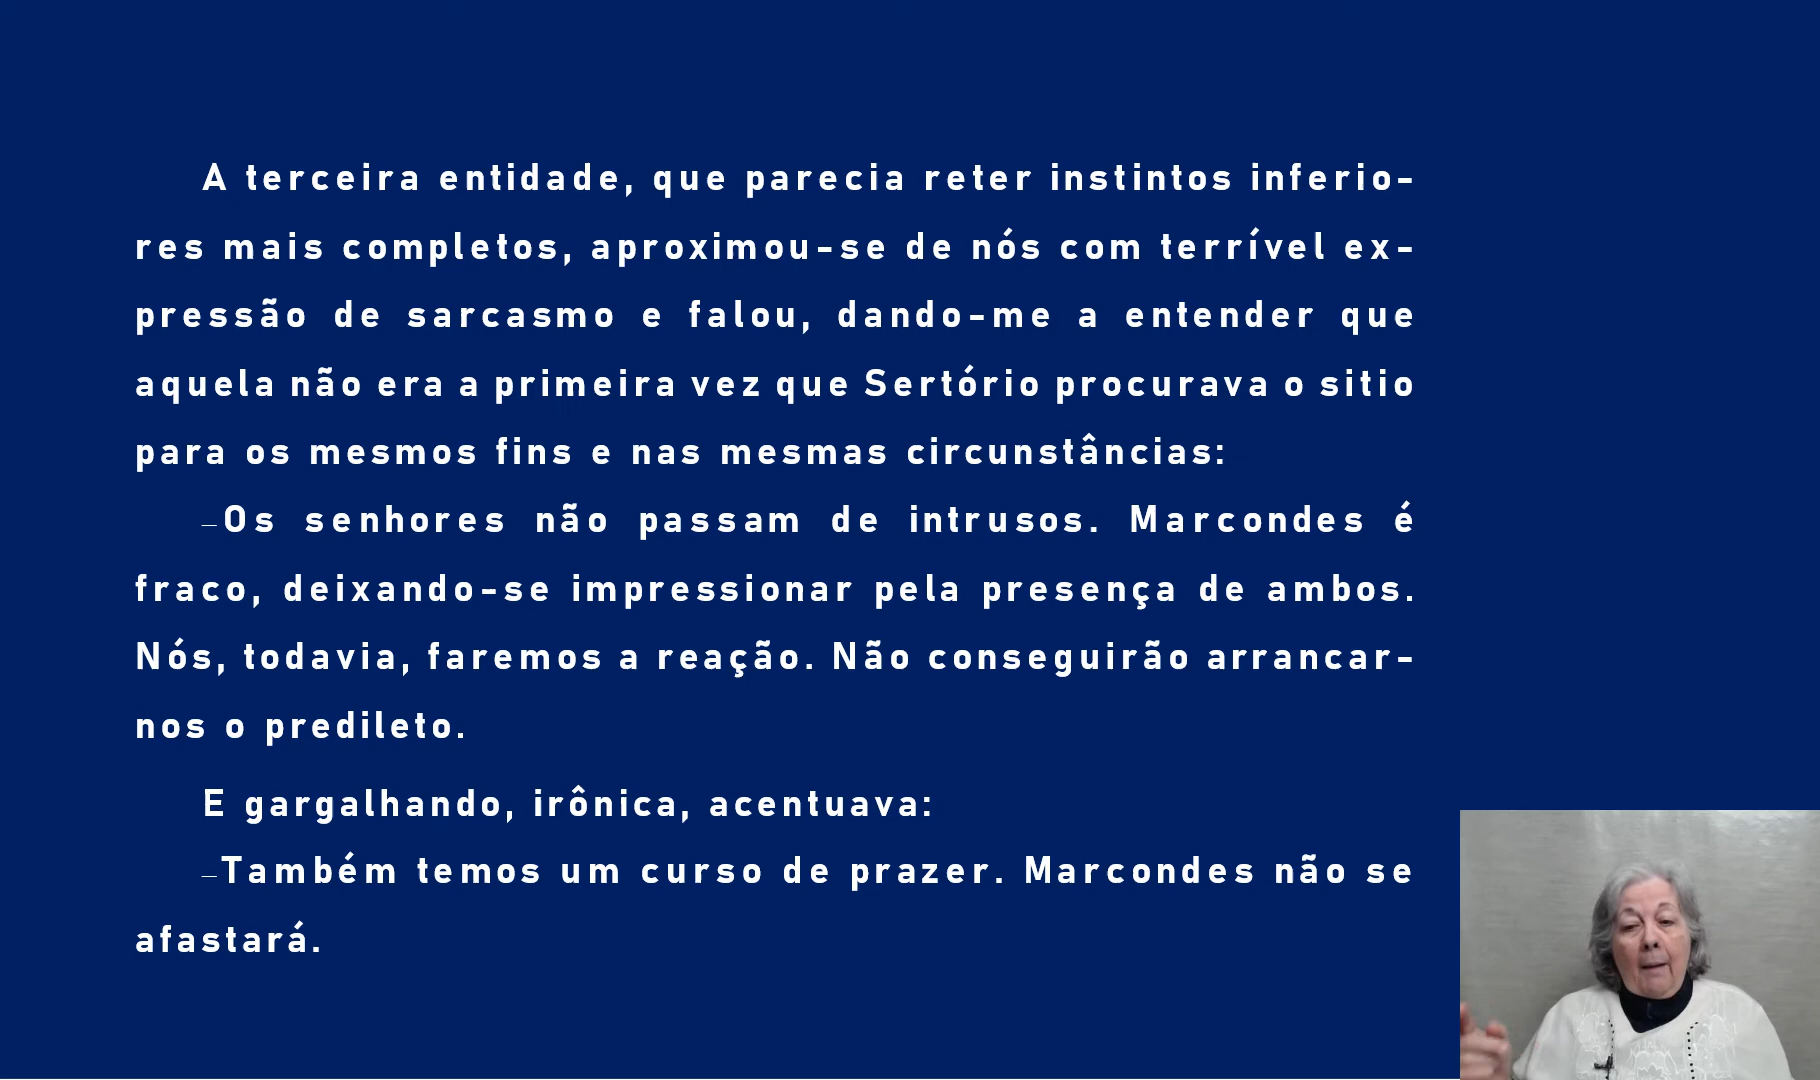 A terceira entidade, que parecia reter instintos inferio-
res mais completos, aproximou-se de nós com terrível ex-
pressão de sarcasmo e falou, dando-me a entender que
aquela não era a primeira vez que Sertório procurava o sitio
para os mesmos fins e nas mesmas circunstâncias:
–Os senhores não passam de intrusos. Marcondes é
fraco, deixando-se impressionar pela presença de ambos.
Nós, todavia, faremos a reação. Não conseguirão arrancar-
nos o predileto.
E gargalhando, irônica, acentuava:
–Também temos um curso de prazer. Marcondes não se
afastará.